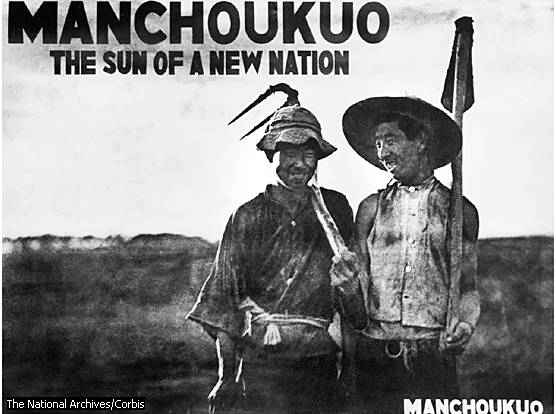 MANCHOUKUO
THE SUN OF A NEW NATION
MANCHOUKUO
The National Archives/Corbis